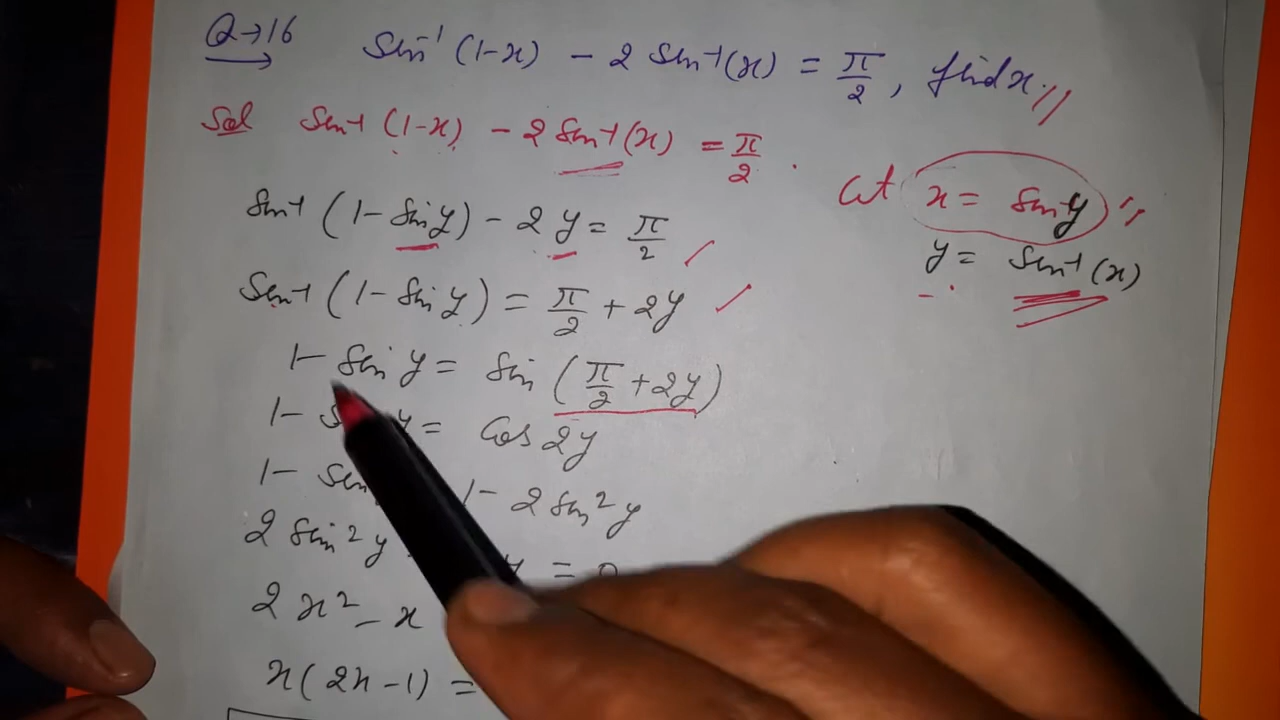 Q→16 Sin⁻¹(1-x) - 2 Sin⁻¹(x) = π/2, find x.//
Sol Sin⁻¹(1-x) - 2 Sin⁻¹(x) = π/2.
Let x = Sin y
Sin⁻¹(1-Sin y) - 2y = π/2
y = Sin⁻¹(x)
Sin⁻¹(1-Sin y) = π/2 + 2y
1- Sin y = Sin(π/2 + 2y)
1- y = Cos 2y
1- 1- 2 Sin² y
2 Sin² y = 0
2x² - x
x(2x-1) =